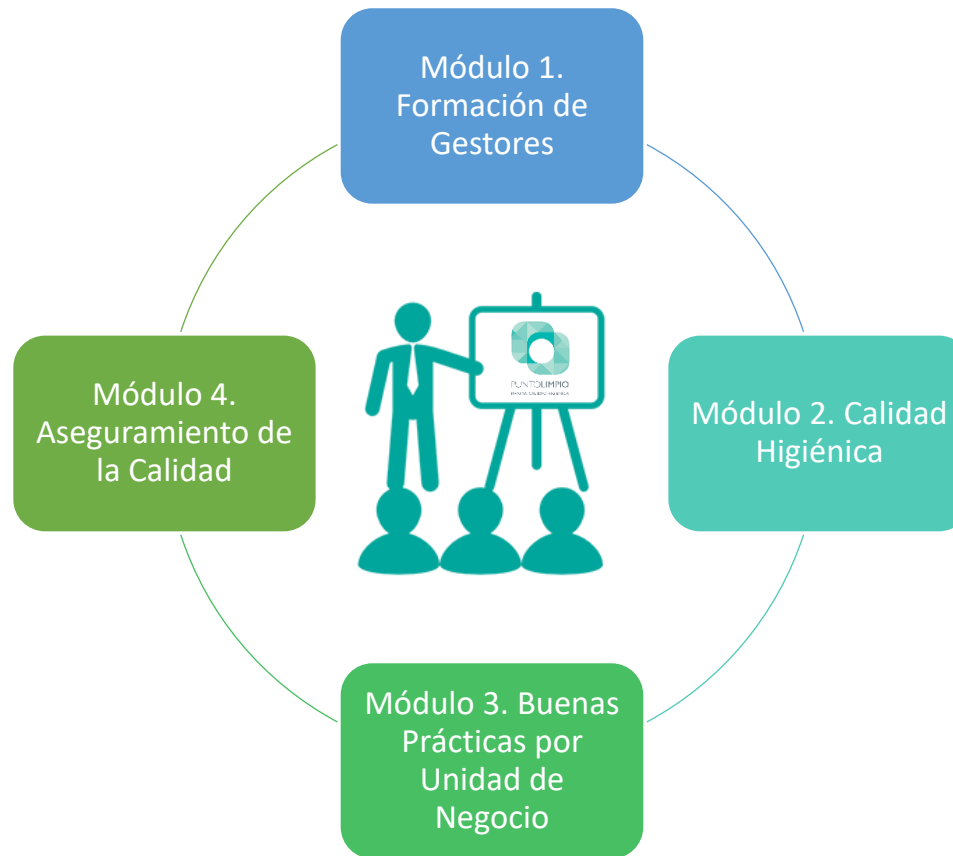 Módulo 1.
Formación de
Gestores
PUNTOLIMPIO
Módulo 4.
Aseguramiento de
la Calidad
Módulo 2. Calidad
Higiénica
Módulo 3. Buenas
Prácticas por
Unidad de
Negocio